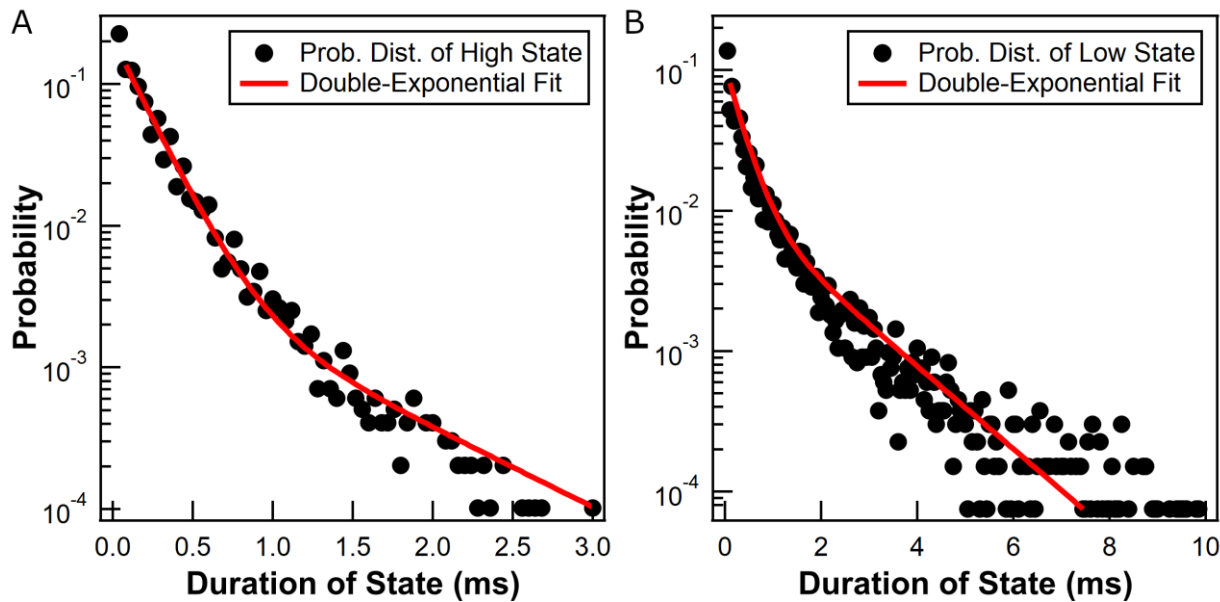 A
Prob. Dist. of High State
Double-Exponential Fit
Probability
10⁻¹
10⁻²
10⁻³
10⁻⁴
0.0 0.5 1.0 1.5 2.0 2.5 3.0
Duration of State (ms)
B
Prob. Dist. of Low State
Double-Exponential Fit
Probability
10⁻¹
10⁻²
10⁻³
10⁻⁴
0 2 4 6 8 10
Duration of State (ms)